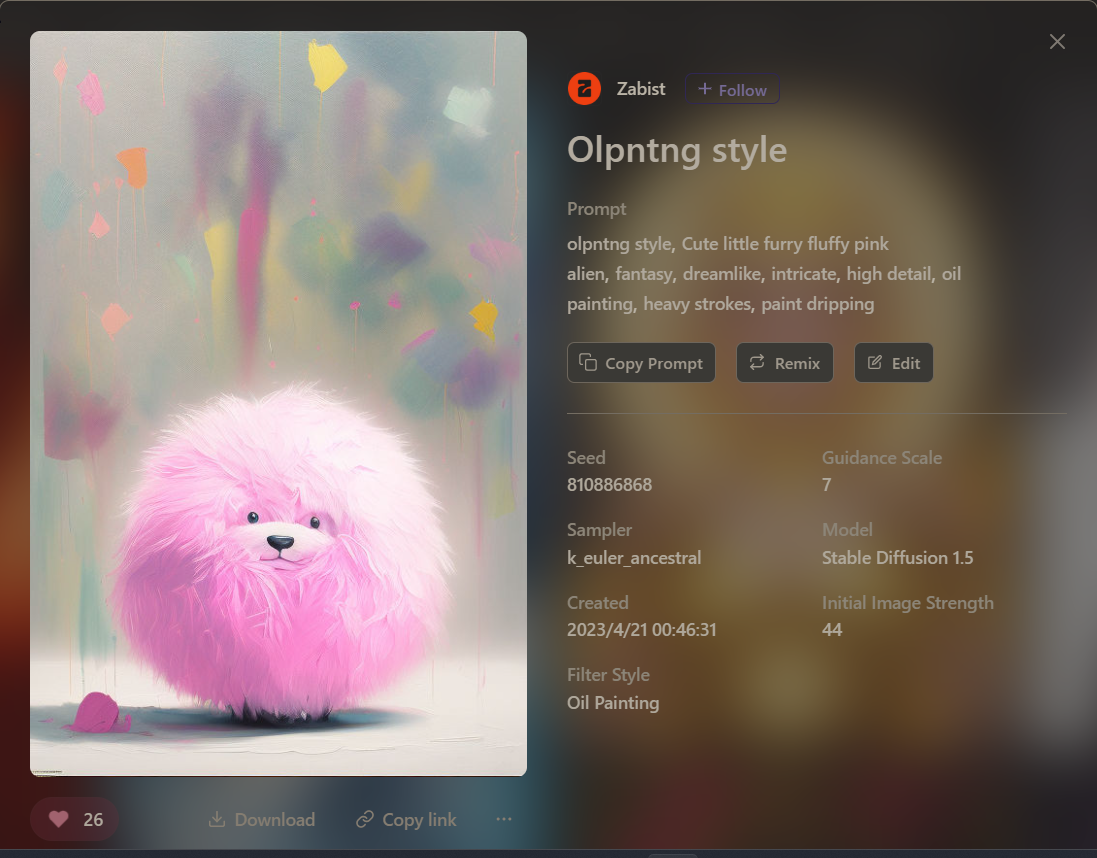 Zabist
+ Follow
Olpntng style
Prompt
olpntng style, Cute little furry fluffy pink
alien, fantasy, dreamlike, intricate, high detail, oil
painting, heavy strokes, paint dripping
Copy Prompt
Remix
Edit
Seed
810886868
Guidance Scale
7
Sampler
k_euler_ancestral
Model
Stable Diffusion 1.5
Created
2023/4/21 00:46:31
Initial Image Strength
44
Filter Style
Oil Painting
26
Download
Copy link